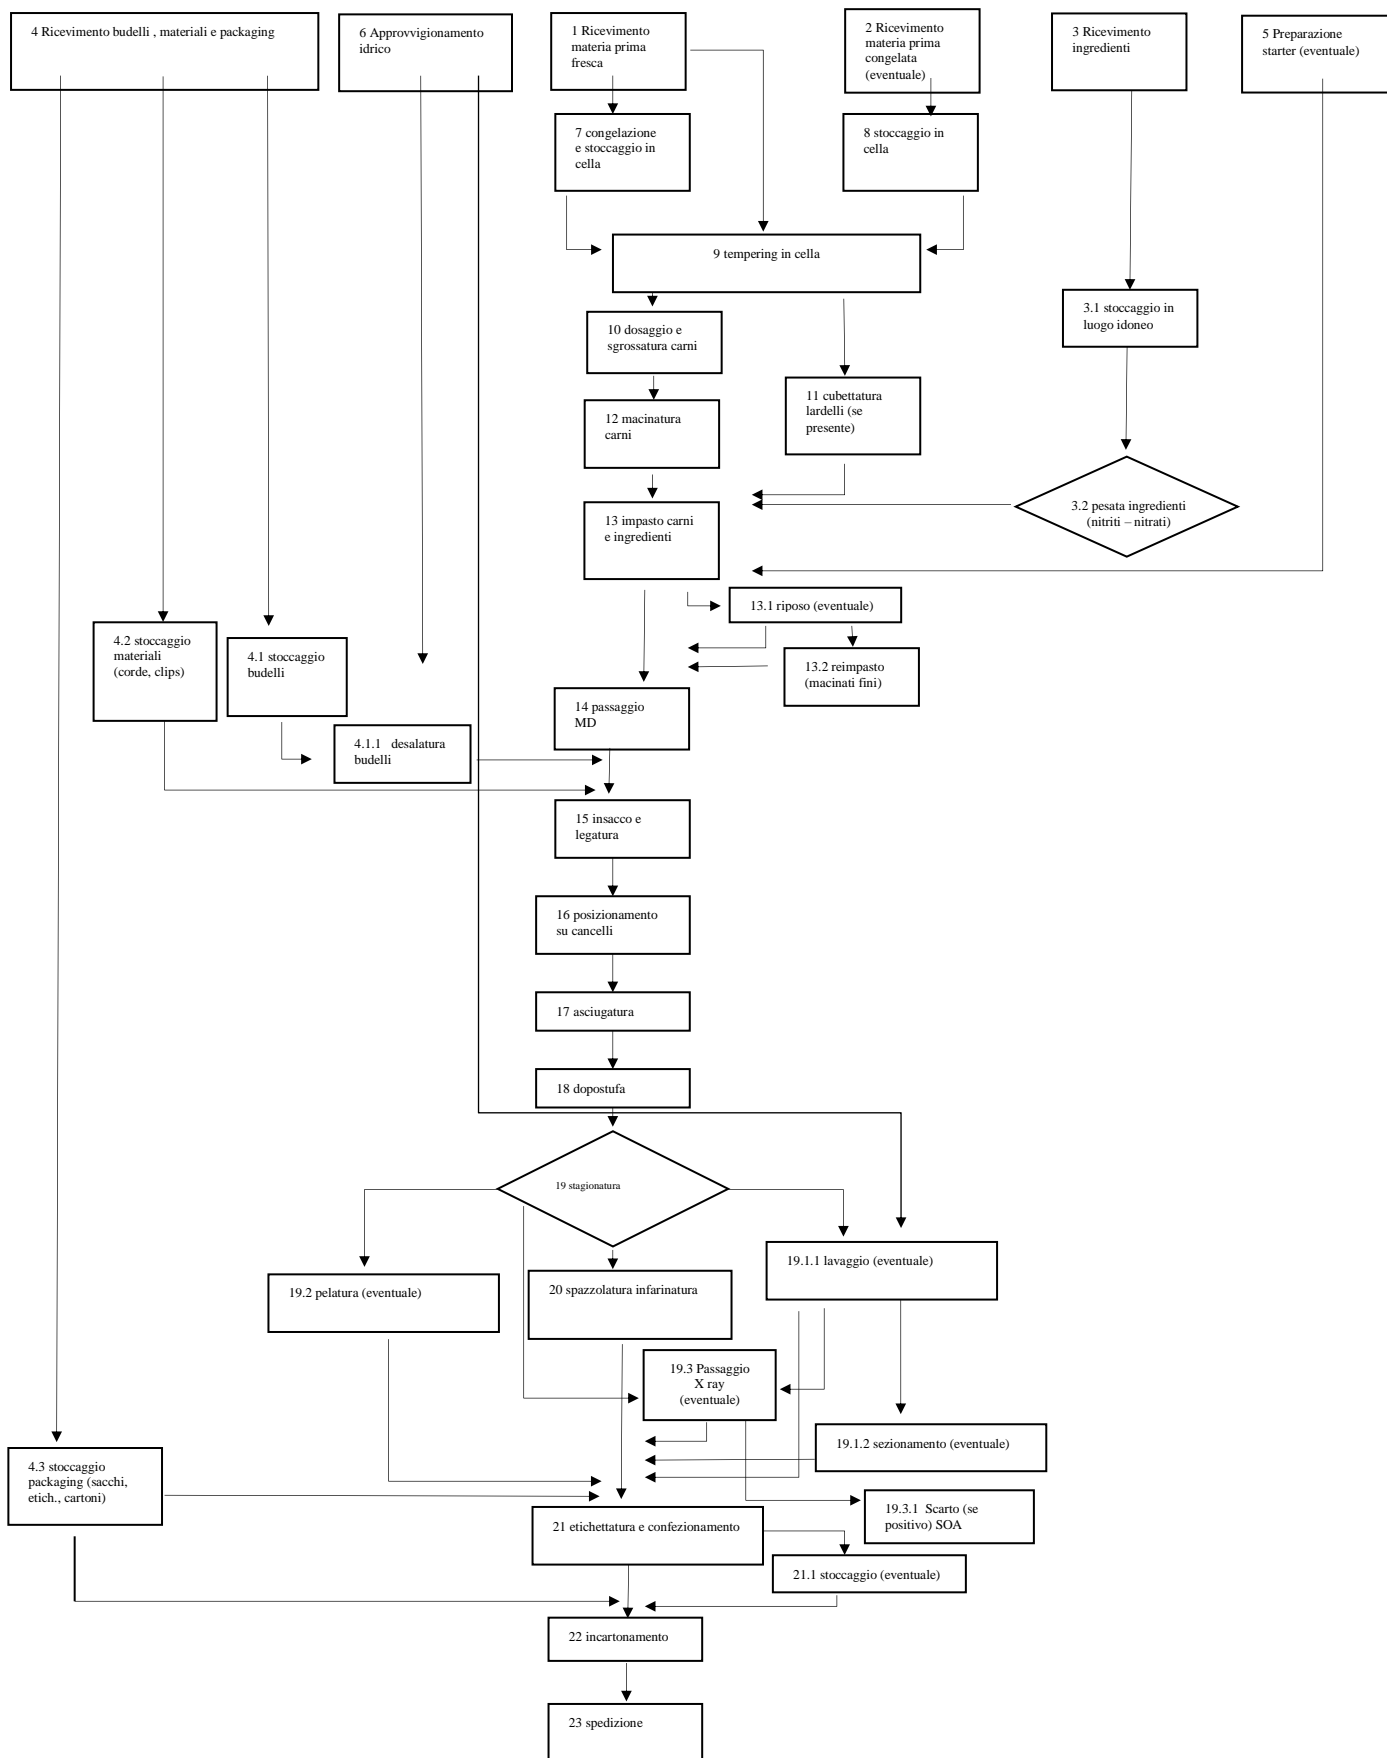 4 Ricevimento budelli , materiali e packaging
6 Approvvigionamento
idrico
1 Ricevimento
materia prima
fresca
2 Ricevimento
materia prima
congelata
(eventuale)
3 Ricevimento
ingredienti
5 Preparazione
starter (eventuale)
7 congelazione
e stoccaggio in
cella
8 stoccaggio in
cella
9 tempering in cella
3.1 stoccaggio in
luogo idoneo
10 dosaggio e
sgrossatura carni
11 cubettatura
lardelli (se
presente)
12 macinatura
carni
3.2 pesata ingredienti
(nitriti – nitrati)
13 impasto carni
e ingredienti
13.1 riposo (eventuale)
4.2 stoccaggio
materiali
(corde, clips)
4.1 stoccaggio
budelli
13.2 reimpasto
(macinati fini)
14 passaggio
MD
4.1.1 desalatura
budelli
15 insacco e
legatura
16 posizionamento
su cancelli
17 asciugatura
18 dopostufa
19 stagionatura
19.1.1 lavaggio (eventuale)
19.2 pelatura (eventuale)
20 spazzolatura infarinatura
19.3 Passaggio
X ray
(eventuale)
19.1.2 sezionamento (eventuale)
4.3 stoccaggio
packaging (sacchi,
etich., cartoni)
19.3.1 Scarto (se
positivo) SOA
21 etichettatura e confezionamento
21.1 stoccaggio (eventuale)
22 incartonamento
23 spedizione